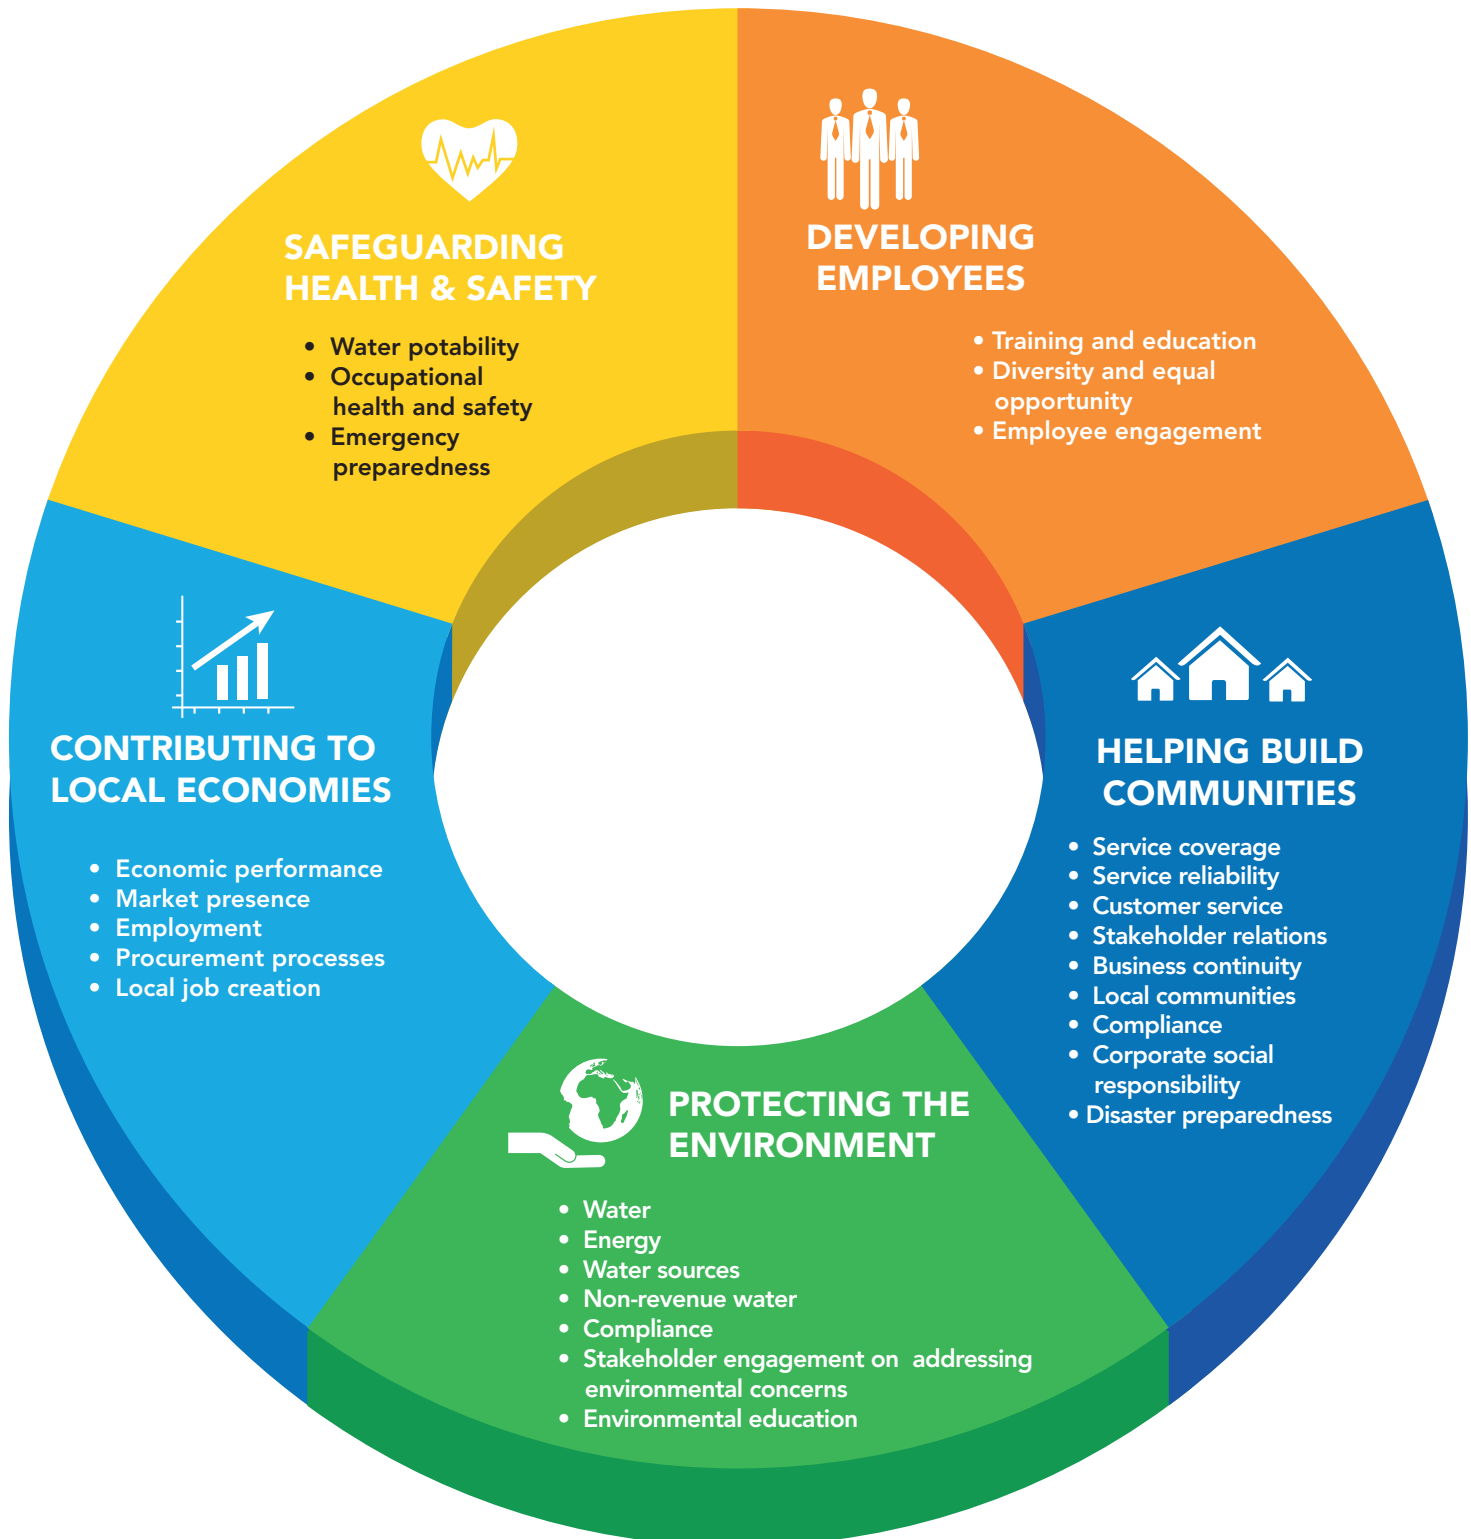 SAFEGUARDING
HEALTH & SAFETY
• Water potability
• Occupational
health and safety
• Emergency
preparedness
DEVELOPING
EMPLOYEES
• Training and education
• Diversity and equal
opportunity
• Employee engagement
CONTRIBUTING TO
LOCAL ECONOMIES
• Economic performance
• Market presence
• Employment
• Procurement processes
• Local job creation
HELPING BUILD
COMMUNITIES
• Service coverage
• Service reliability
• Customer service
• Stakeholder relations
• Business continuity
• Local communities
• Compliance
• Corporate social
responsibility
• Disaster preparedness
PROTECTING THE
ENVIRONMENT
• Water
• Energy
• Water sources
• Non-revenue water
• Compliance
• Stakeholder engagement on addressing
environmental concerns
• Environmental education